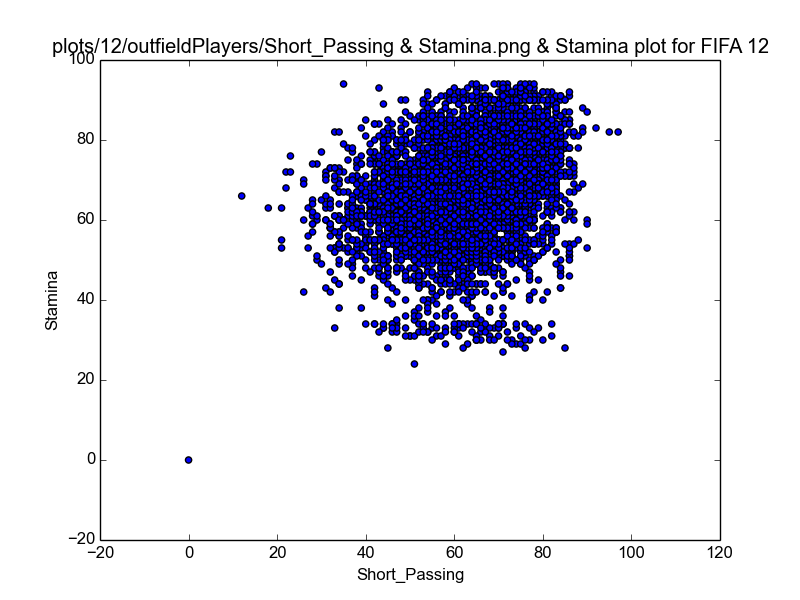 plots/12/outfieldPlayers/Short_Passing & Stamina.png & Stamina plot for FIFA 12
100
80
60
40
20
0
−20
−20 0 20 40 60 80 100 120
Stamina
Short_Passing